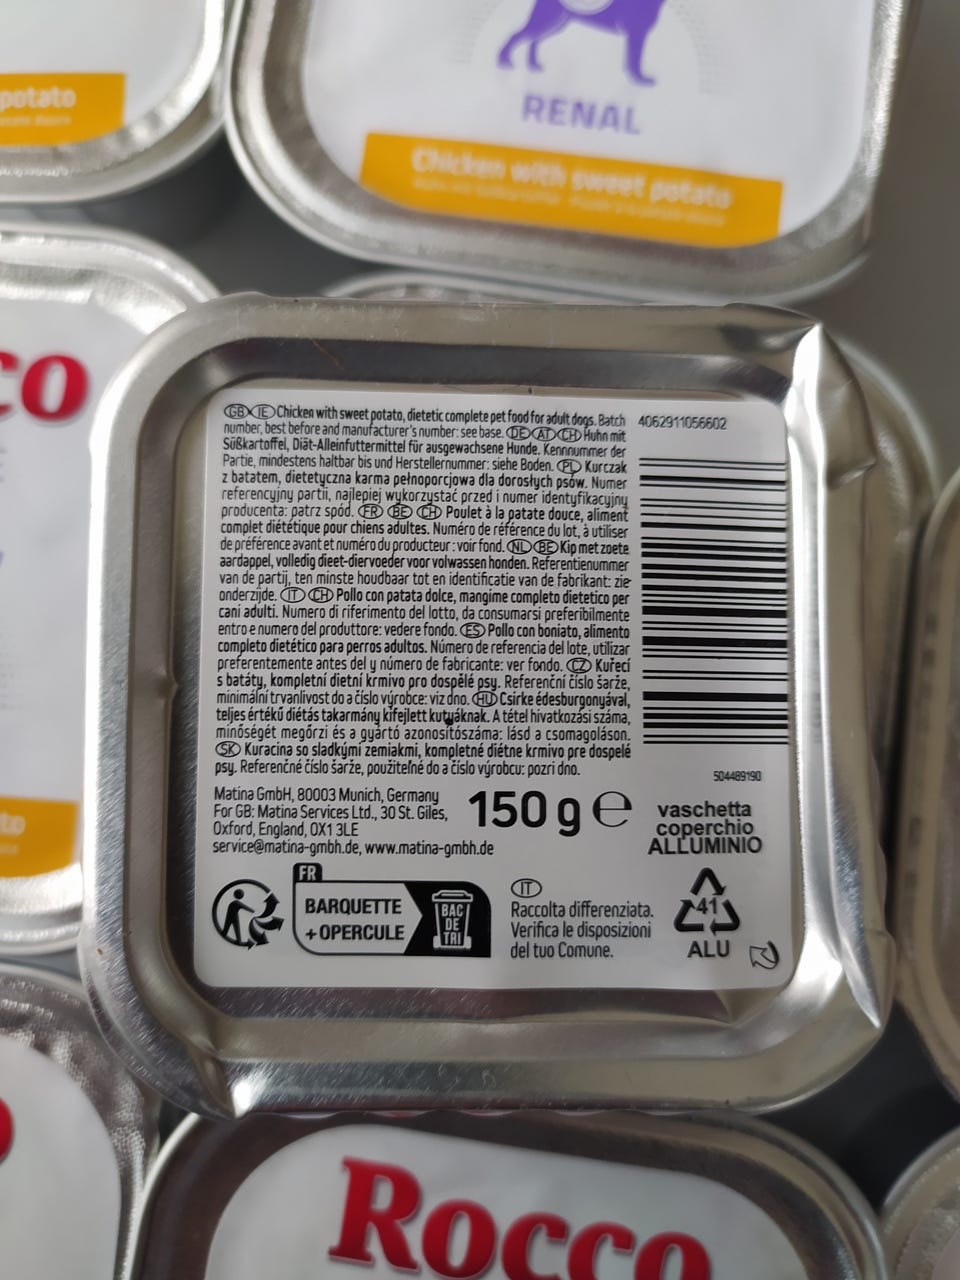 potato
RENAL
Chicken with sweet potato
co
GB IE Chicken with sweet potato, dietetic complete pet food for adult dogs. Batch
number, best before and manufacturer's number: see base. DE AT CH Huhn mit
Süßkartoffel, Diät-Alleinfuttermittel für ausgewachsene Hunde. Kennnummer der
Partie, mindestens haltbar bis und Herstellernummer: siehe Boden. PL Kurczak
z batatem, dietetyczna karma pełnoporcjowa dla dorosłych psów. Numer
referencyjny partii, najlepiej wykorzystać przed i numer identyfikacyjny
producenta: patrz spód. FR BE CH Poulet à la patate douce, aliment
complet diététique pour chiens adultes. Numéro de référence du lot, à utiliser
de préférence avant et numéro du producteur : voir fond. NL BE Kip met zoete
aardappel, volledig dieet-diervoeder voor volwassen honden. Referentienummer
van de partij, ten minste houdbaar tot en identificatie van de fabrikant: zie
onderzijde. IT CH Pollo con patata dolce, mangime completo dietetico per
cani adulti. Numero di riferimento del lotto, da consumarsi preferibilmente
entro e numero del produttore: vedere fondo. ES Pollo con boniato, alimento
completo dietético para perros adultos. Número de referencia del lote, utilizar
preferentemente antes del y número de fabricante: ver fondo. CZ Kuřecí
s batáty, kompletní dietní krmivo pro dospělé psy. Referenční číslo šarže,
minimální trvanlivost do a číslo výrobce: viz dno. HU Csirke édesburgonyával,
teljes értékű diétás takarmány kifejlett kutyáknak. A tétel hivatkozási száma,
minőségét megőrzi és a gyártó azonosítószáma: lásd a csomagoláson.
SK Kuracina so sladkými zemiakmi, kompletné diétne krmivo pre dospelé
psy. Referenčné číslo šarže, použiteľné do a číslo výrobcu: pozri dno.
4062911056602
504489190
Matina GmbH, 80003 Munich, Germany
For GB: Matina Services Ltd., 30 St. Giles,
Oxford, England, OX1 3LE
service@matina-gmbh.de, www.matina-gmbh.de
150 g e
vaschetta
coperchio
ALLUMINIO
FR
BARQUETTE
+ OPERCULE
BAC
DE
TRI
IT
Raccolta differenziata.
Verifica le disposizioni
del tuo Comune.
41
ALU
to
Rocco